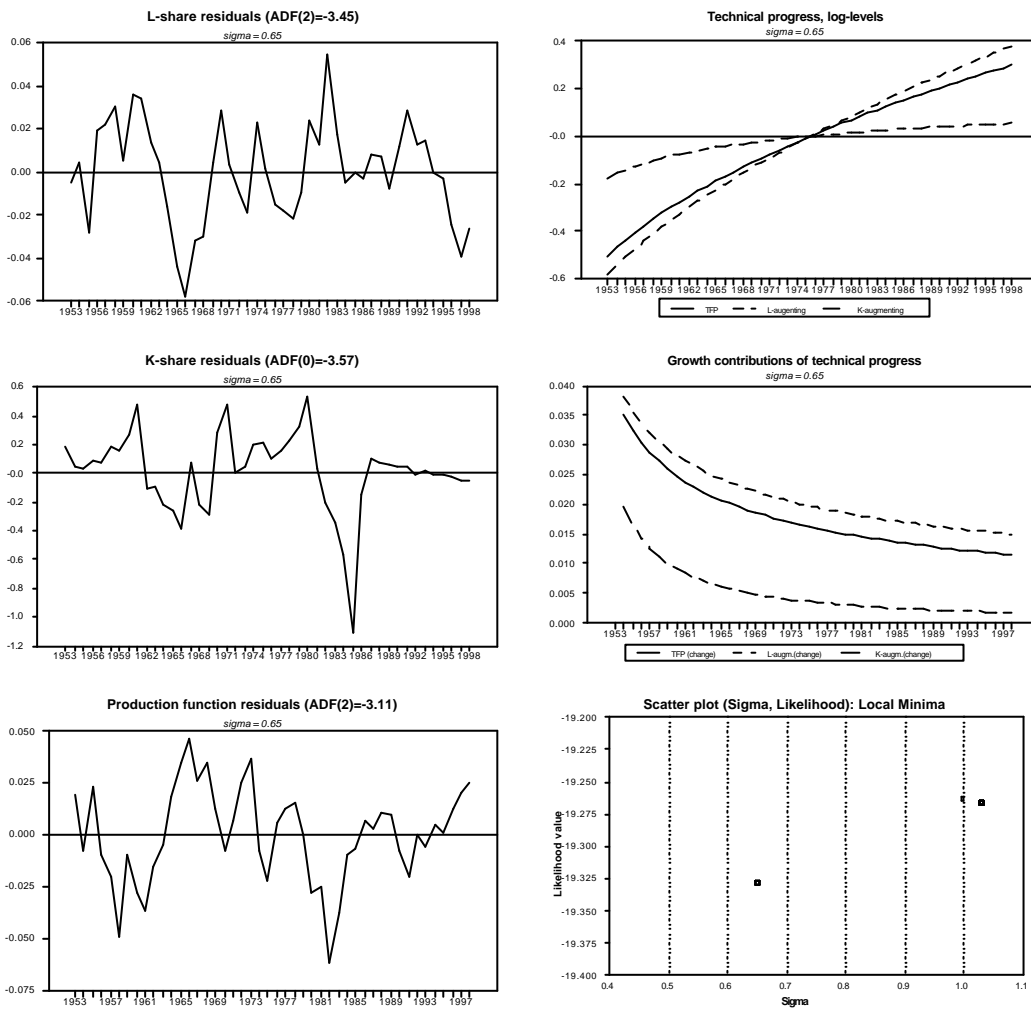 L-share residuals (ADF(2)=-3.45)
sigma = 0.65
0.06
0.04
0.02
0.00
-0.02
-0.04
-0.06
1953 1956 1959 1962 1965 1968 1971 1974 1977 1980 1983 1986 1989 1992 1995 1998
Technical progress, log-levels
sigma = 0.65
0.4
0.2
-0.0
-0.2
-0.4
-0.6
1953 1956 1959 1962 1965 1968 1971 1974 1977 1980 1983 1986 1989 1992 1995 1998
TFP L-augenting K-augmenting
K-share residuals (ADF(0)=-3.57)
sigma = 0.65
0.6
0.4
0.2
-0.0
-0.2
-0.4
-0.6
-0.8
-1.0
-1.2
1953 1956 1959 1962 1965 1968 1971 1974 1977 1980 1983 1986 1989 1992 1995 1998
Growth contributions of technical progress
sigma = 0.65
0.040
0.035
0.030
0.025
0.020
0.015
0.010
0.005
0.000
1953 1957 1961 1965 1969 1973 1977 1981 1985 1989 1993 1997
TFP (change) L-augm.(change) K-augm.(change)
Production function residuals (ADF(2)=-3.11)
sigma = 0.65
0.050
0.025
0.000
-0.025
-0.050
-0.075
1953 1957 1961 1965 1969 1973 1977 1981 1985 1989 1993 1997
Scatter plot (Sigma, Likelihood): Local Minima
Likelihood value
-19.200
-19.225
-19.250
-19.275
-19.300
-19.325
-19.350
-19.375
-19.400
0.4 0.5 0.6 0.7 0.8 0.9 1.0 1.1
Sigma